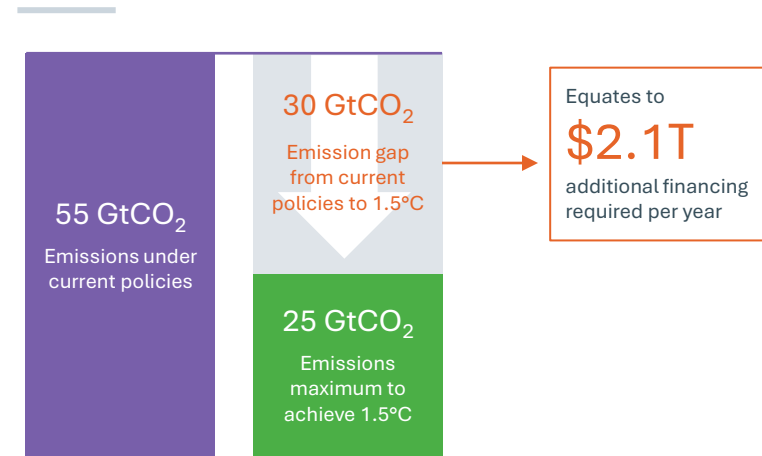 55 GtCO₂
Emissions under
current policies
30 GtCO₂
Emission gap
from current
policies to 1.5°C
25 GtCO₂
Emissions
maximum to
achieve 1.5°C
Equates to
$2.1T
additional financing
required per year